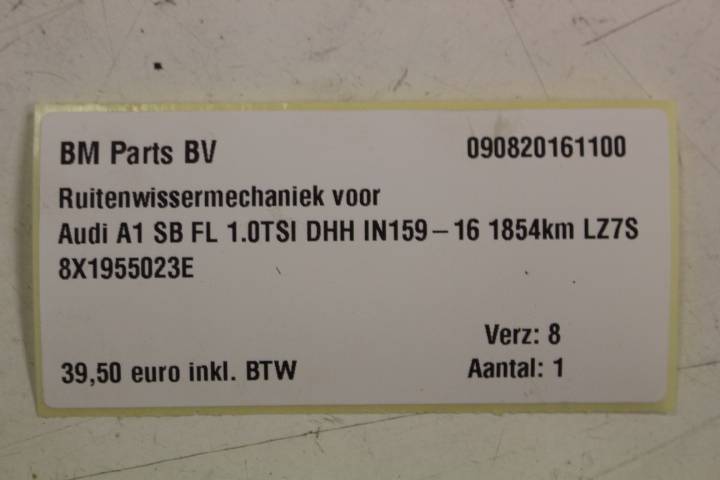 BM Parts BV 090820161100
Ruitenwissermechaniek voor
Audi A1 SB FL 1.0TSI DHH IN159 – 16 1854km LZ7S
8X1955023E
Verz: 8
39,50 euro inkl. BTW Aantal: 1